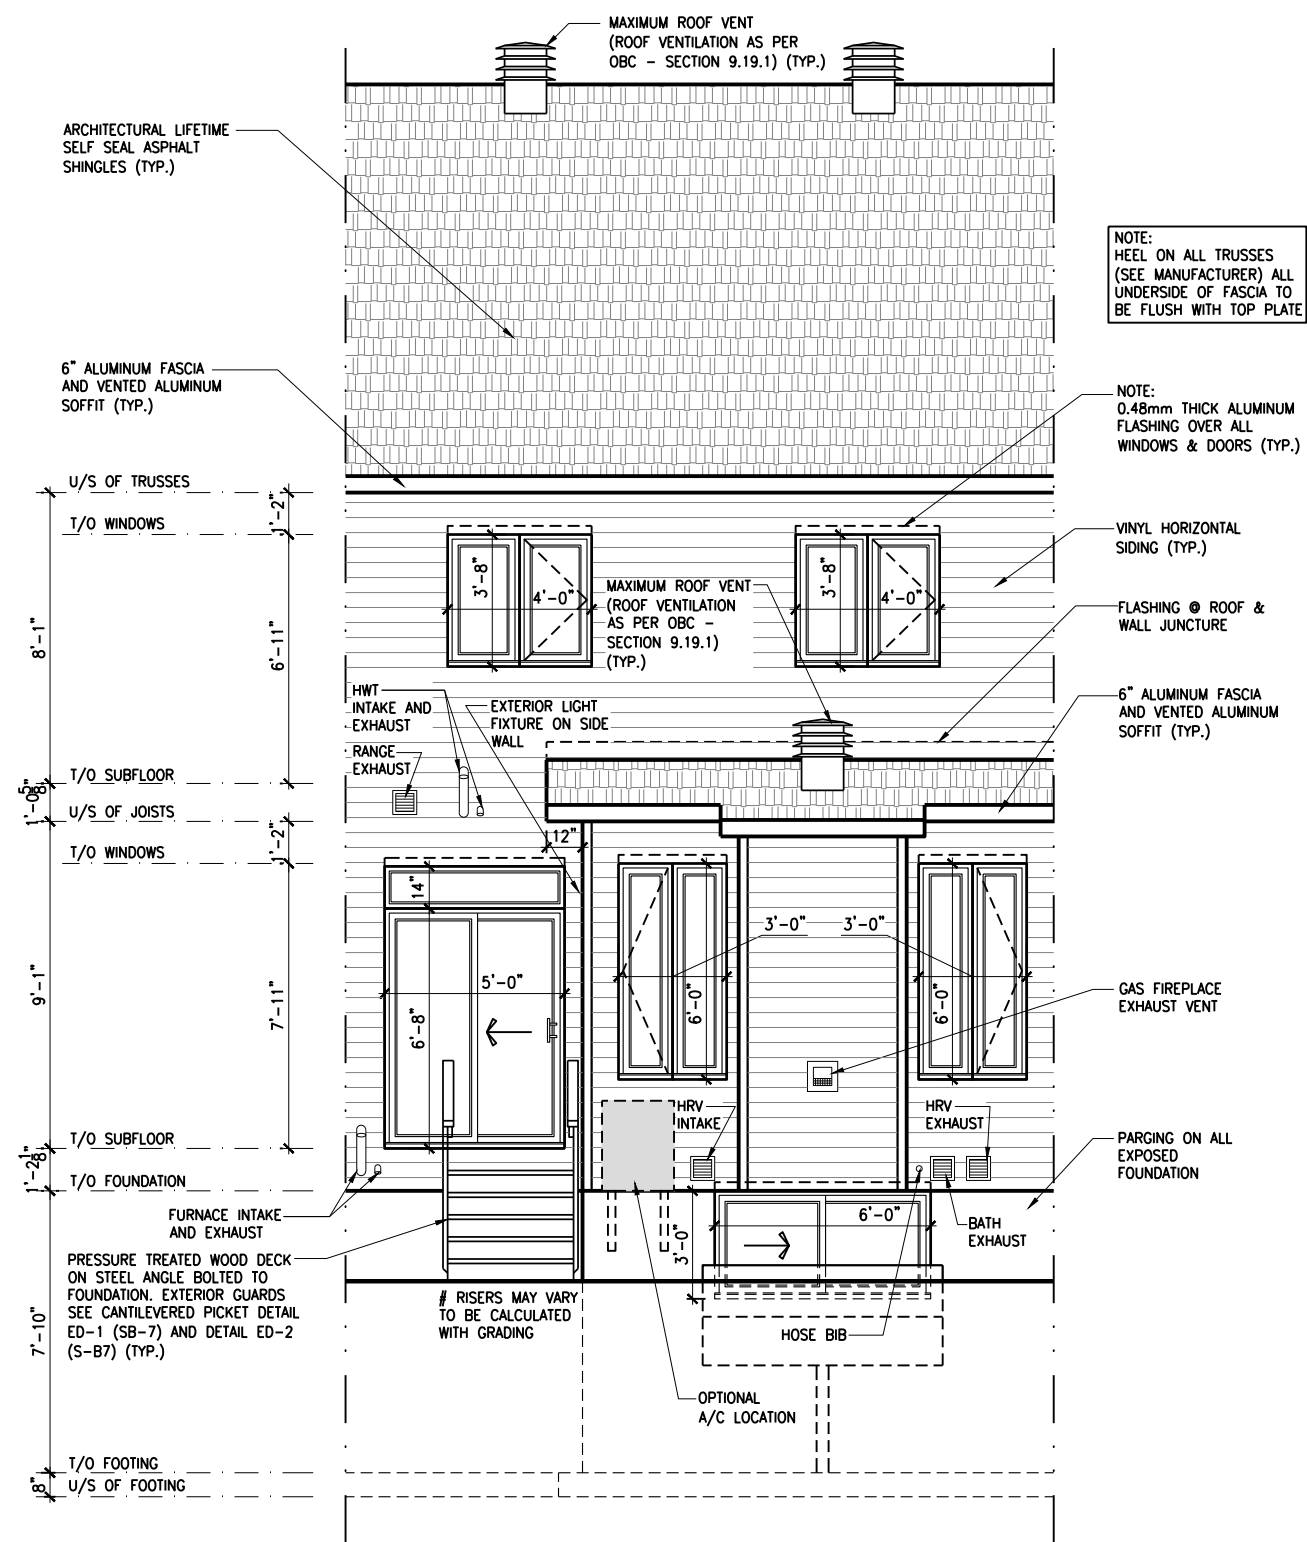 MAXIMUM ROOF VENT
(ROOF VENTILATION AS PER
OBC - SECTION 9.19.1) (TYP.)
ARCHITECTURAL LIFETIME
SELF SEAL ASPHALT
SHINGLES (TYP.)
NOTE:
HEEL ON ALL TRUSSES
(SEE MANUFACTURER) ALL
UNDERSIDE OF FASCIA TO
BE FLUSH WITH TOP PLATE
6" ALUMINUM FASCIA
AND VENTED ALUMINUM
SOFFIT (TYP.)
NOTE:
0.48mm THICK ALUMINUM
FLASHING OVER ALL
WINDOWS & DOORS (TYP.)
U/S OF TRUSSES
1'-2"
T/O WINDOWS
VINYL HORIZONTAL
SIDING (TYP.)
3'-8"
4'-0"
3'-8"
4'-0"
MAXIMUM ROOF VENT
(ROOF VENTILATION
AS PER OBC -
SECTION 9.19.1)
(TYP.)
FLASHING @ ROOF &
WALL JUNCTURE
8'-1"
6'-11"
HWT
INTAKE AND
EXHAUST
EXTERIOR LIGHT
FIXTURE ON SIDE
WALL
6" ALUMINUM FASCIA
AND VENTED ALUMINUM
SOFFIT (TYP.)
RANGE
EXHAUST
T/O SUBFLOOR
1'-0 5/8"
U/S OF JOISTS
1'-2"
T/O WINDOWS
12"
14"
3'-0"
3'-0"
9'-1"
7'-11"
5'-0"
6'-8"
6'-0"
6'-0"
GAS FIREPLACE
EXHAUST VENT
HRV
INTAKE
HRV
EXHAUST
T/O SUBFLOOR
1'-2 1/8"
T/O FOUNDATION
PARGING ON ALL
EXPOSED
FOUNDATION
FURNACE INTAKE
AND EXHAUST
6'-0"
3'-0"
BATH
EXHAUST
PRESSURE TREATED WOOD DECK
ON STEEL ANGLE BOLTED TO
FOUNDATION. EXTERIOR GUARDS
SEE CANTILEVERED PICKET DETAIL
ED-1 (SB-7) AND DETAIL ED-2
(S-B7) (TYP.)
# RISERS MAY VARY
TO BE CALCULATED
WITH GRADING
HOSE BIB
7'-10"
OPTIONAL
A/C LOCATION
T/O FOOTING
8"
U/S OF FOOTING